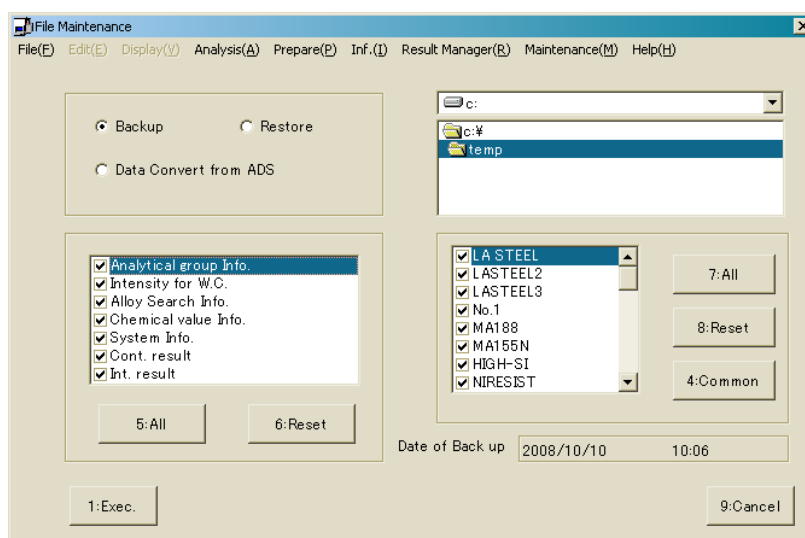 File Maintenance
File(F) Edit(E) Display(V) Analysis(A) Prepare(P) Inf.(I) Result Manager(R) Maintenance(M) Help(H)
Backup
Restore
Data Convert from ADS
c:
c:¥
temp
Analytical group Info.
Intensity for W.C.
Alloy Search Info.
Chemical value Info.
System Info.
Cont. result
Int. result
5:All
6:Reset
LA STEEL
LASTEEL2
LASTEEL3
No.1
MA188
MA155N
HIGH-SI
NIRESIST
7:All
8:Reset
4:Common
Date of Back up 2008/10/10 10:06
1:Exec.
9:Cancel